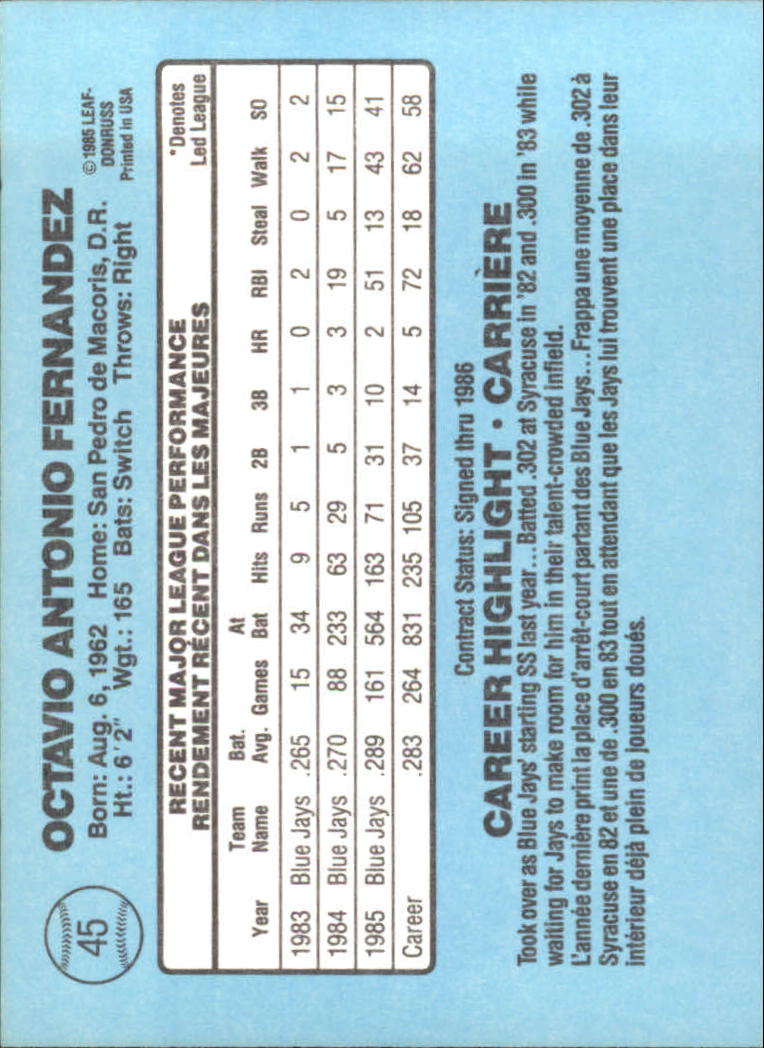 45
OCTAVIO ANTONIO FERNANDEZ
Born: Aug. 6, 1962 Home: San Pedro de Macoris, D.R.
Ht.: 6'2" Wgt.: 165 Bats: Switch Throws: Right
© 1985 LEAF-
DONRUSS
Printed in USA
RECENT MAJOR LEAGUE PERFORMANCE
RENDEMENT RÉCENT DANS LES MAJEURES
*Denotes
Led League
Year Team Name Bat. Avg. Games At Bat Hits Runs 2B 3B HR RBI Steal Walk SO
1983 Blue Jays .265 15 34 9 5 1 1 0 2 0 2 2
1984 Blue Jays .270 88 233 63 29 5 3 3 19 5 17 15
1985 Blue Jays .289 161 564 163 71 31 10 2 51 13 43 41
Career .283 264 831 235 105 37 14 5 72 18 62 58
Contract Status: Signed thru 1986
CAREER HIGHLIGHT • CARRIÈRE
Took over as Blue Jays' starting SS last year...Batted .302 at Syracuse in '82 and .300 in '83 while
waiting for Jays to make room for him in their talent-crowded infield.
L'année dernière print la place d'arrêt-court partant des Blue Jays...Frappa une moyenne de .302 à
Syracuse en 82 et une de .300 en 83 tout en attendant que les Jays lui trouvent une place dans leur
intérieur déjà plein de joueurs doués.